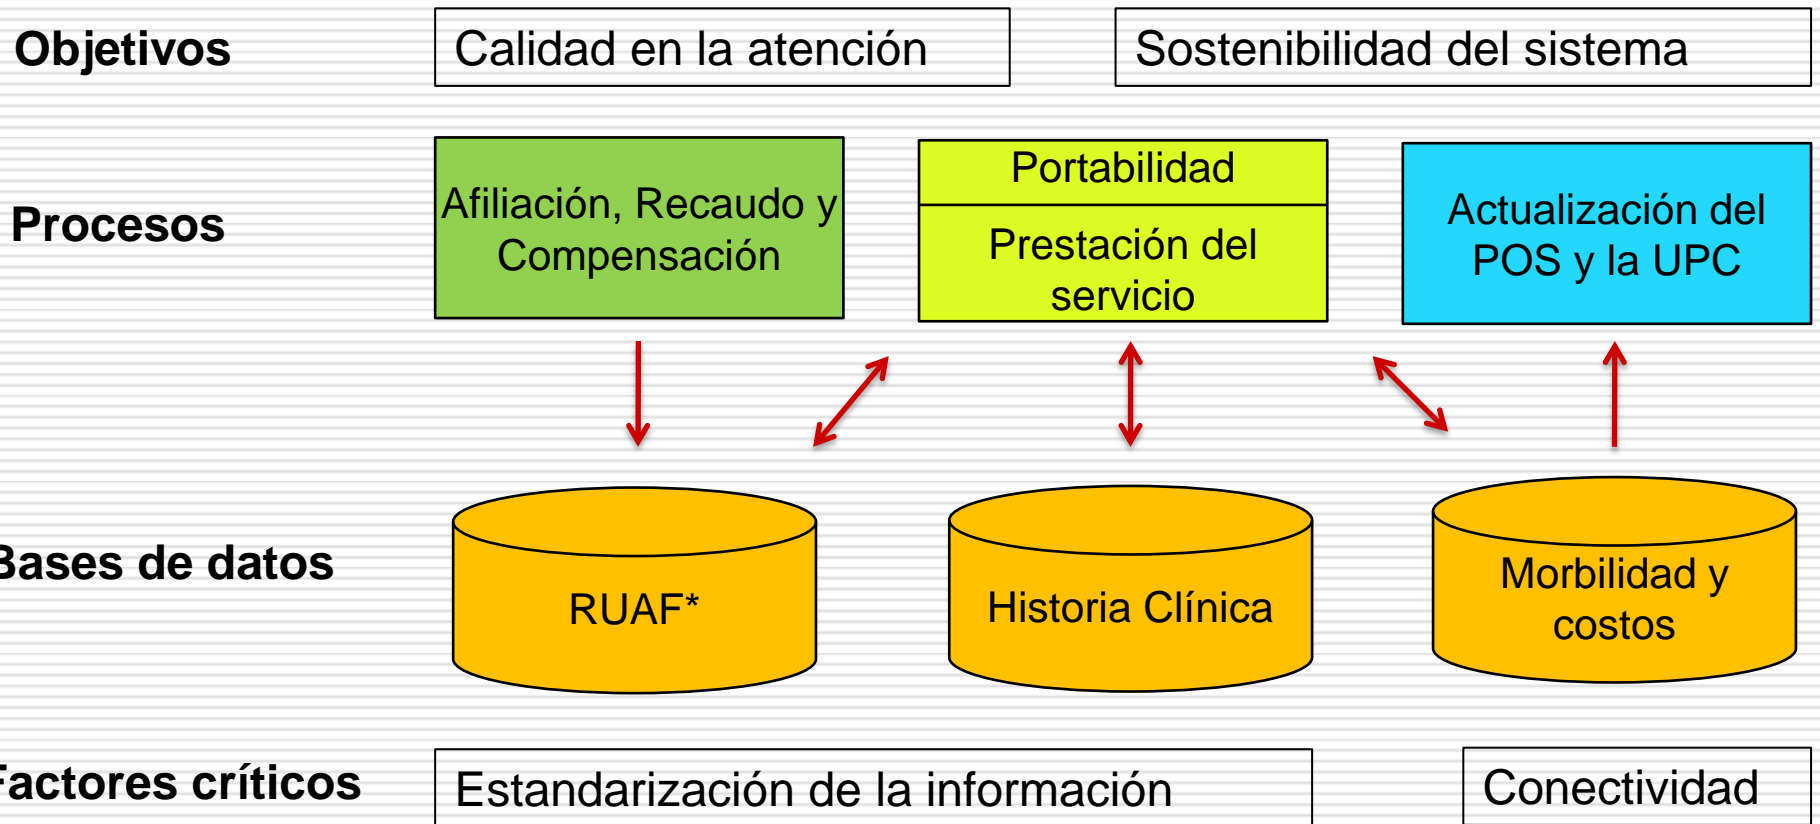 Objetivos
Calidad en la atención
Sostenibilidad del sistema
Procesos
Afiliación, Recaudo y
Compensación
Portabilidad
Prestación del
servicio
Actualización del
POS y la UPC
Bases de datos
RUAF*
Historia Clínica
Morbilidad y
costos
Factores críticos
Estandarización de la información
Conectividad